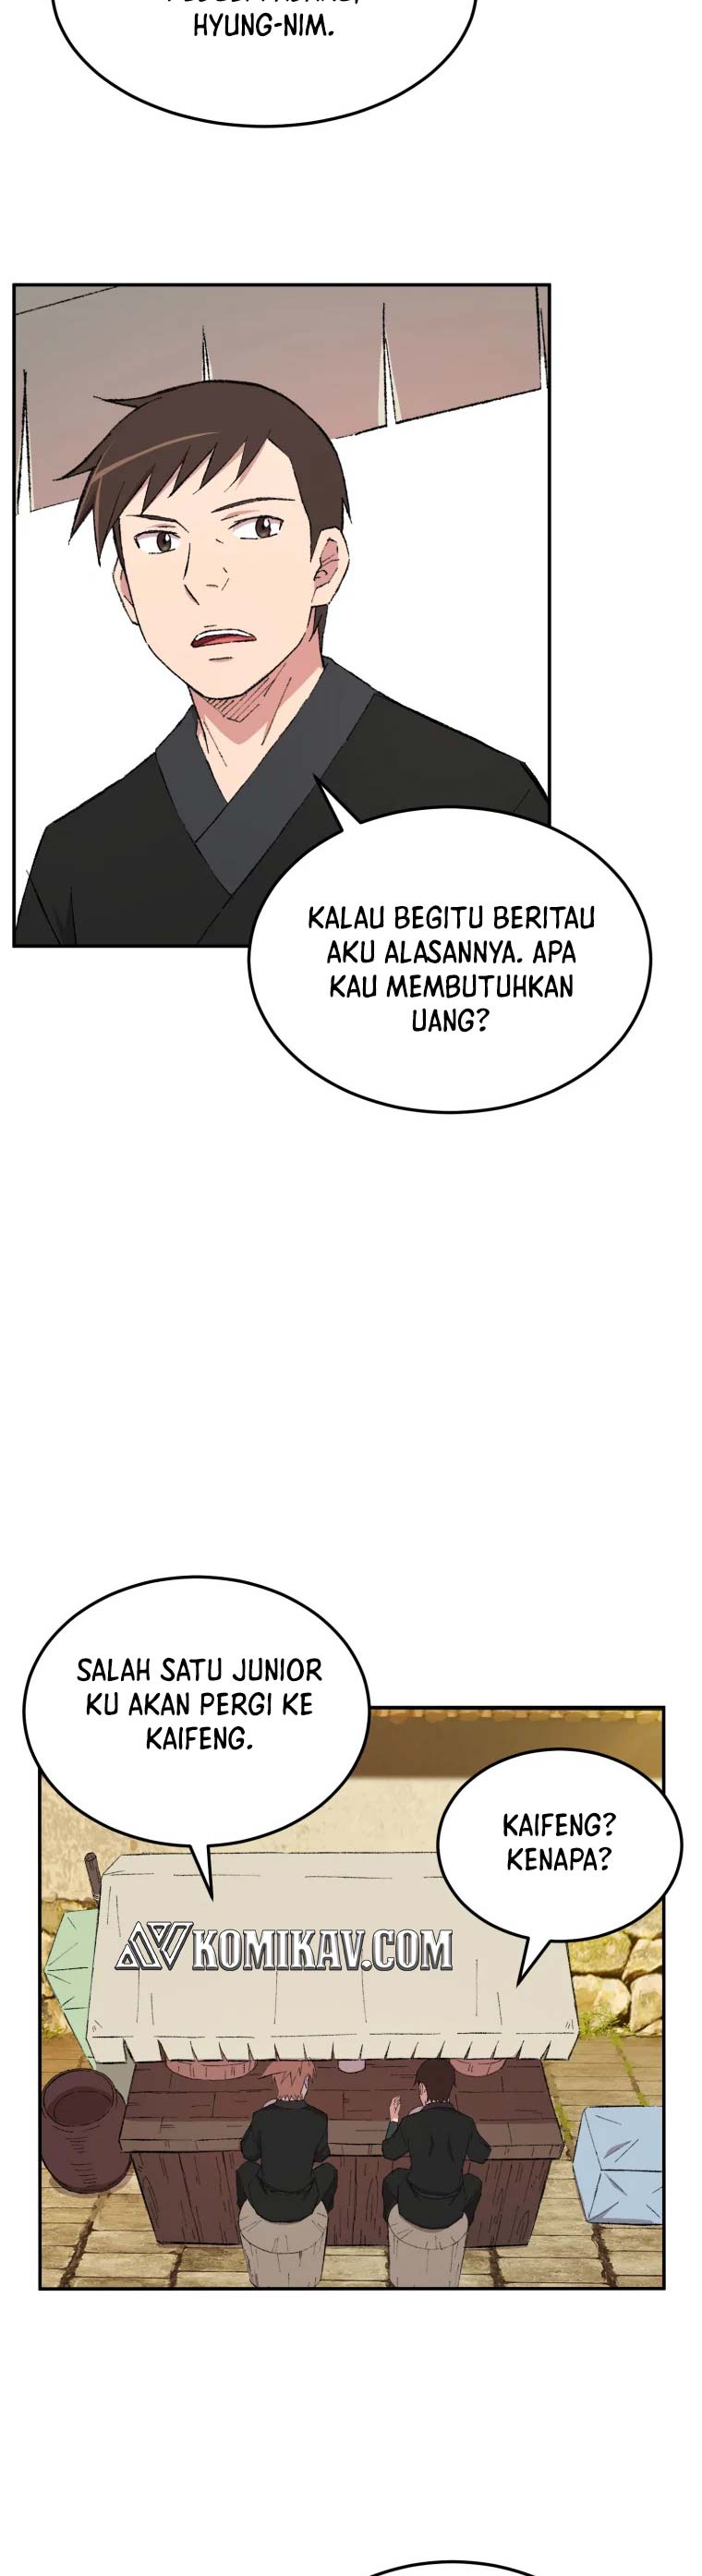 HYUNG-NIM.
KALAU BEGITU BERITAU
AKU ALASANNYA. APA
KAU MEMBUTUHKAN
UANG?
SALAH SATU JUNIOR
KU AKAN PERGI KE
KAIFENG.
KAIFENG?
KENAPA?
KOMIKAV.COM